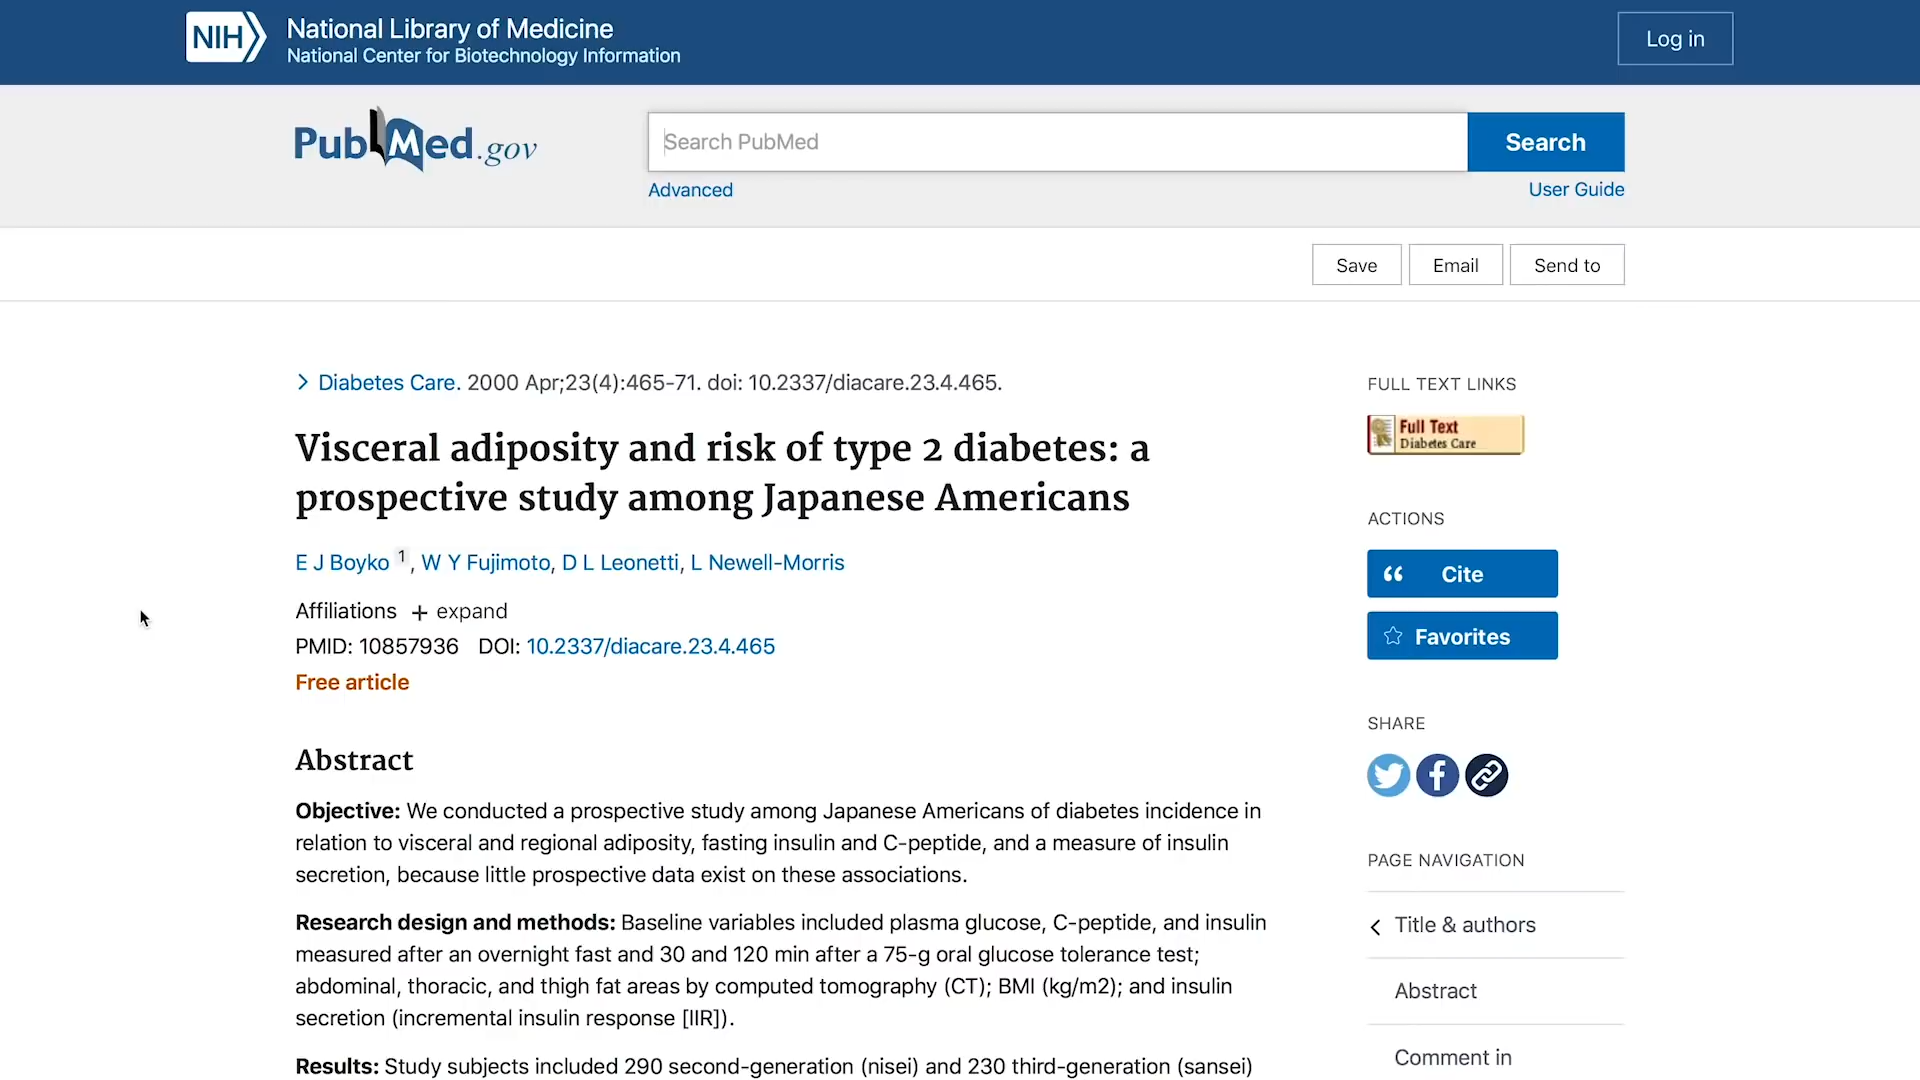 NIH
National Library of Medicine
National Center for Biotechnology Information
Log in
PubMed.gov
Search PubMed
Search
Advanced
User Guide
Save
Email
Send to
Diabetes Care. 2000 Apr;23(4):465-71. doi: 10.2337/diacare.23.4.465.
Visceral adiposity and risk of type 2 diabetes: a
prospective study among Japanese Americans
E J Boyko 1, W Y Fujimoto, D L Leonetti, L Newell-Morris
Affiliations + expand
PMID: 10857936 DOI: 10.2337/diacare.23.4.465
Free article
Abstract
Objective: We conducted a prospective study among Japanese Americans of diabetes incidence in
relation to visceral and regional adiposity, fasting insulin and C-peptide, and a measure of insulin
secretion, because little prospective data exist on these associations.
Research design and methods: Baseline variables included plasma glucose, C-peptide, and insulin
measured after an overnight fast and 30 and 120 min after a 75-g oral glucose tolerance test;
abdominal, thoracic, and thigh fat areas by computed tomography (CT); BMI (kg/m2); and insulin
secretion (incremental insulin response [IIR]).
Results: Study subjects included 290 second-generation (nisei) and 230 third-generation (sansei)
FULL TEXT LINKS
Full Text
Diabetes Care
ACTIONS
Cite
Favorites
SHARE
PAGE NAVIGATION
Title & authors
Abstract
Comment in